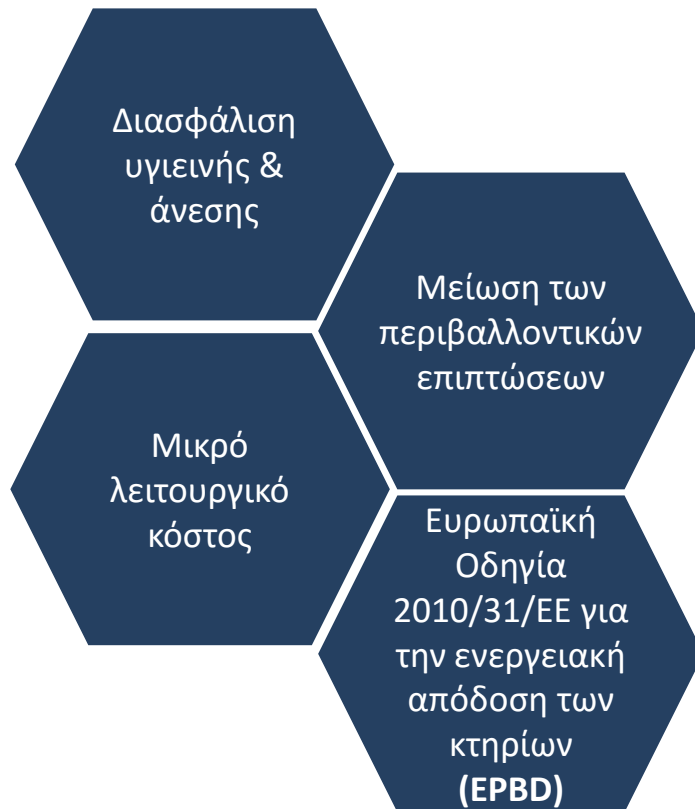 Διασφάλιση
υγιεινής &
άνεσης
Μείωση των
περιβαλλοντικών
επιπτώσεων
Μικρό
λειτουργικό
κόστος
Ευρωπαϊκή
Οδηγία
2010/31/ΕΕ για
την ενεργειακή
απόδοση των
κτηρίων
(EPBD)